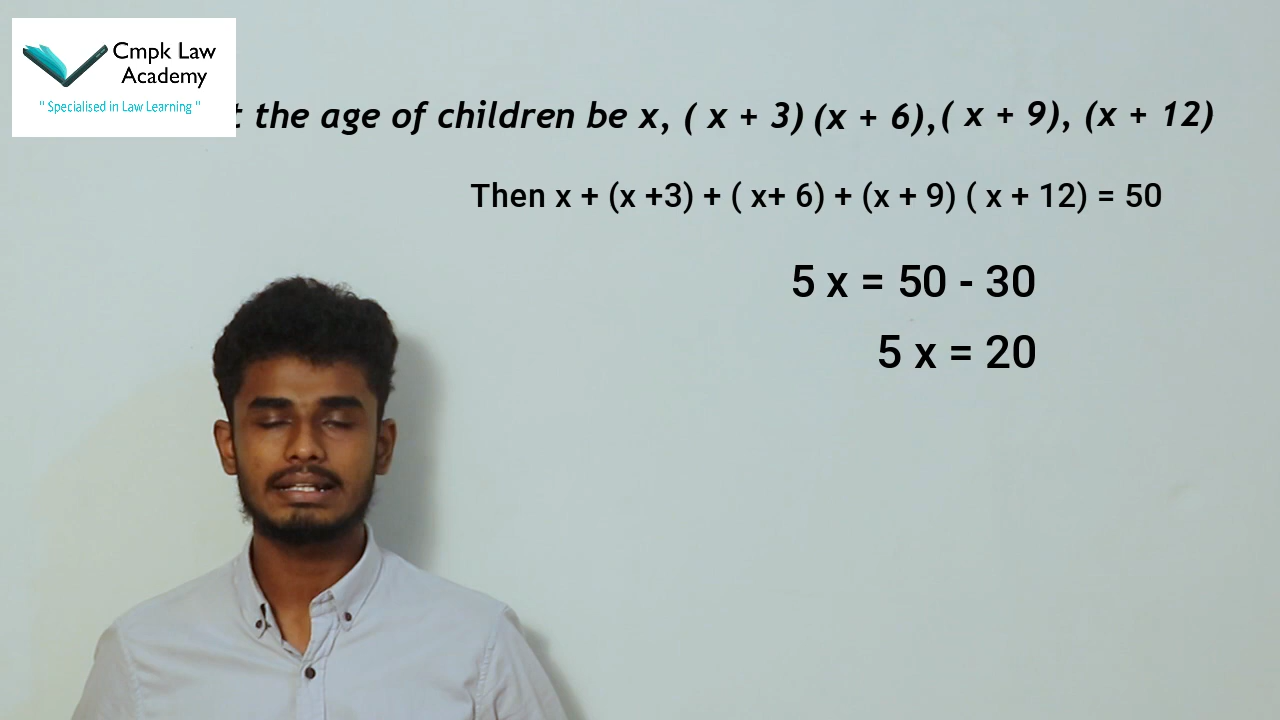 Cmpk Law
Academy
" Specialised in Law Learning "
the age of children be x, ( x + 3) (x + 6),( x + 9), (x + 12)
Then x + (x +3) + ( x+ 6) + (x + 9) ( x + 12) = 50
5 x = 50 - 30
5 x = 20